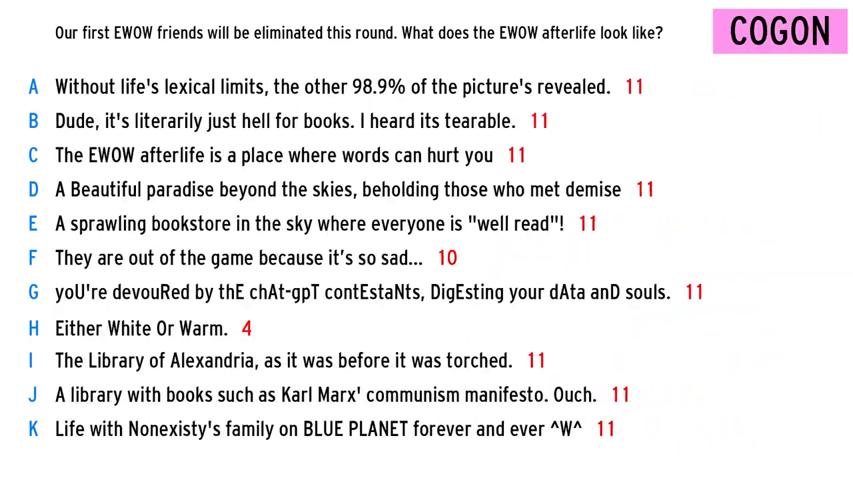 Our first EWOW friends will be eliminated this round. What does the EWOW afterlife look like?
COGON
A Without life's lexical limits, the other 98.9% of the picture's revealed. 11
B Dude, it's literarily just hell for books. I heard its tearable. 11
C The EWOW afterlife is a place where words can hurt you 11
D A Beautiful paradise beyond the skies, beholding those who met demise 11
E A sprawling bookstore in the sky where everyone is "well read"! 11
F They are out of the game because it’s so sad... 10
G yoU're devouRed by thE chAt-gpT contEstaNts, DigEsting your dAta anD souls. 11
H Either White Or Warm. 4
I The Library of Alexandria, as it was before it was torched. 11
J A library with books such as Karl Marx' communism manifesto. Ouch. 11
K Life with Nonexisty's family on BLUE PLANET forever and ever ^W^ 11